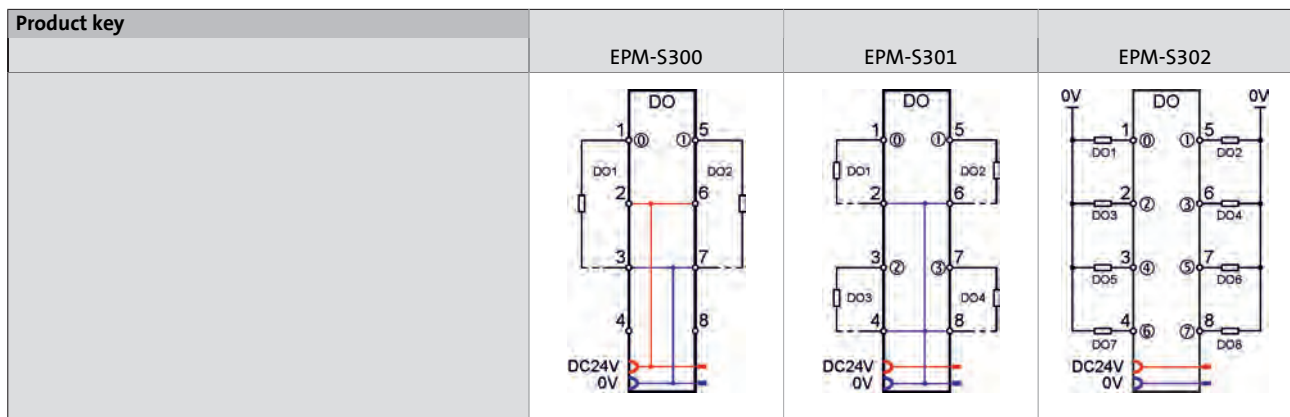 Product key
EPM-S300 EPM-S301 EPM-S302
DO
1 ⓪ ① 5
DO1 DO2
2 6
3 7
4 8
DC24V
0V
DO
1 ⓪ ① 5
DO1 DO2
2 6
3 ② ③ 7
DO3 DO4
4 8
DC24V
0V
0V DO 0V
1 ⓪ ① 5
DO1 DO2
2 ② ③ 6
DO3 DO4
3 ④ ⑤ 7
DO5 DO6
4 ⑥ ⑦ 8
DO7 DO8
DC24V
0V